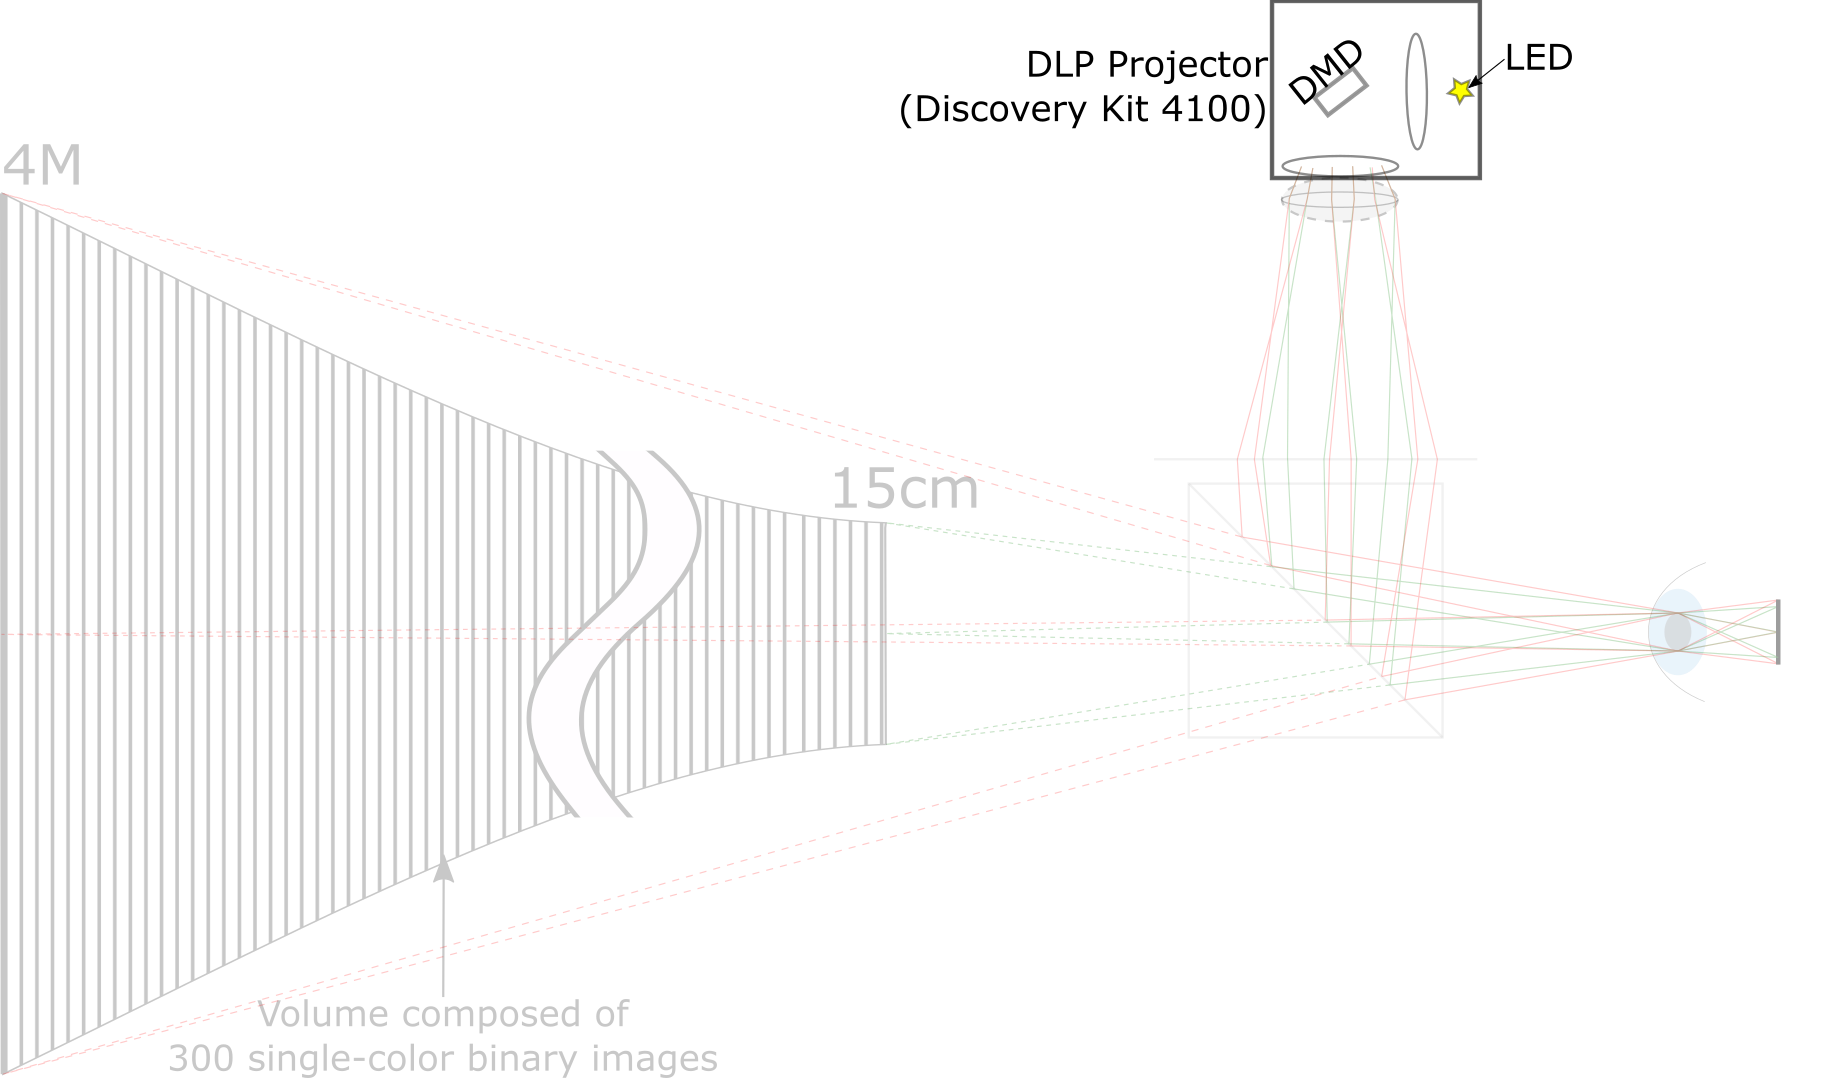 DLP Projector
(Discovery Kit 4100)
DMD
LED
4M
15cm
Volume composed of
300 single-color binary images